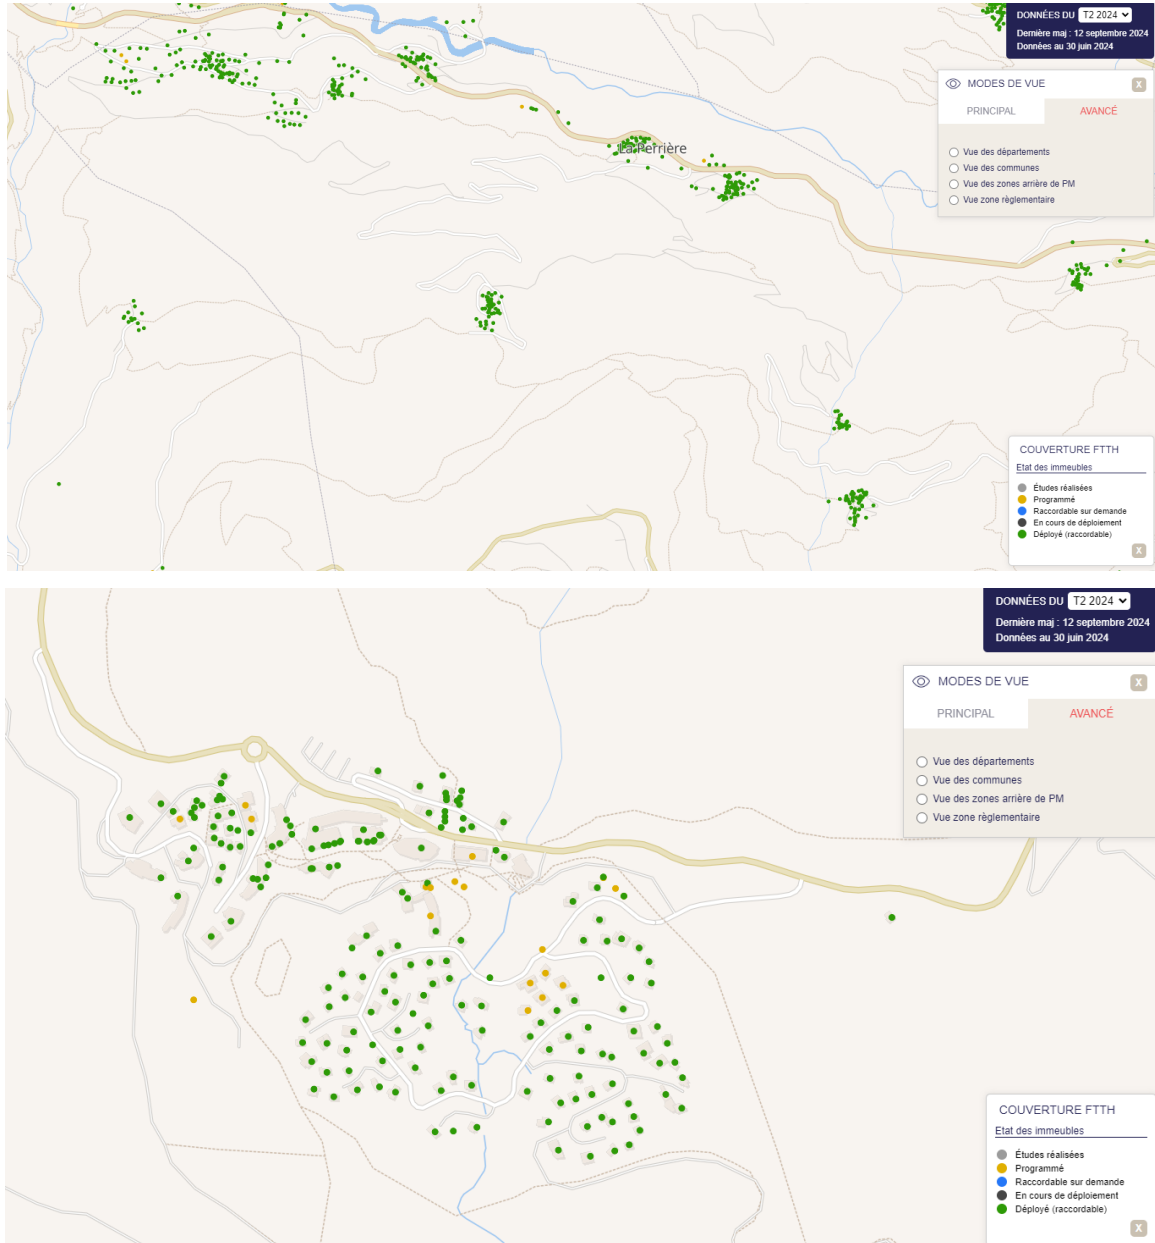 DONNÉES DU T2 2024
Dernière maj : 12 septembre 2024
Données au 30 juin 2024
MODES DE VUE
X
PRINCIPAL
AVANCÉ
Vue des départements
Vue des communes
Vue des zones arrière de PM
Vue zone règlementaire
La Perrière
COUVERTURE FTTH
Etat des immeubles
Études réalisées
Programmé
Raccordable sur demande
En cours de déploiement
Déployé (raccordable)
X
DONNÉES DU T2 2024
Dernière maj : 12 septembre 2024
Données au 30 juin 2024
MODES DE VUE
X
PRINCIPAL
AVANCÉ
Vue des départements
Vue des communes
Vue des zones arrière de PM
Vue zone règlementaire
COUVERTURE FTTH
Etat des immeubles
Études réalisées
Programmé
Raccordable sur demande
En cours de déploiement
Déployé (raccordable)
X